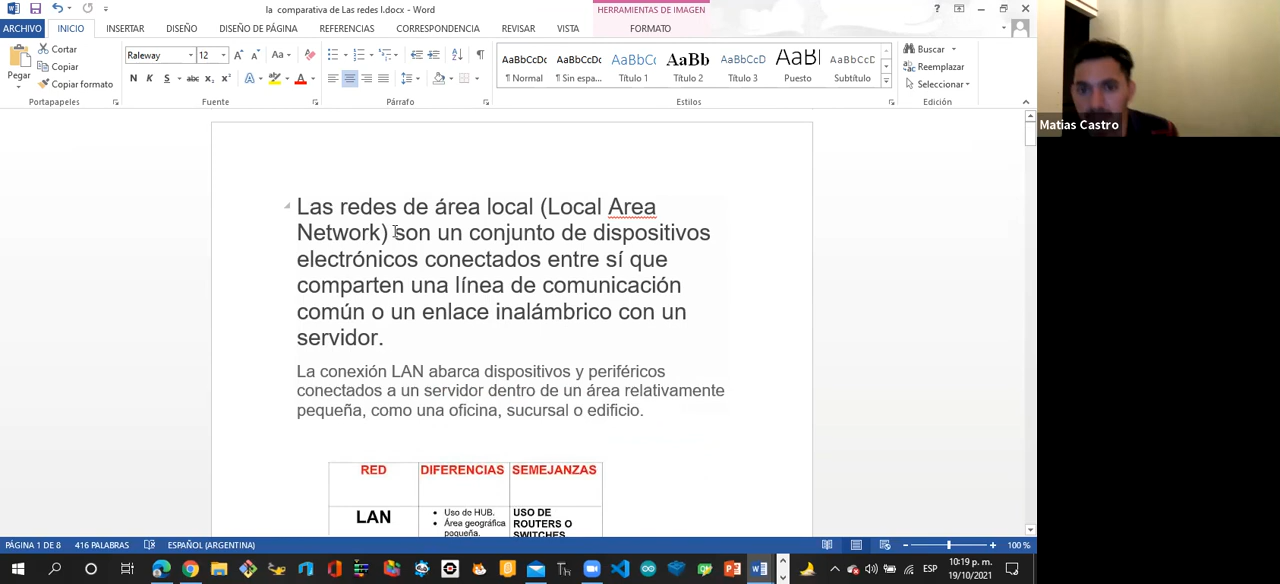 la comparativa de Las redes I.docx - Word
HERRAMIENTAS DE IMAGEN
ARCHIVO INICIO INSERTAR DISEÑO DISEÑO DE PÁGINA REFERENCIAS CORRESPONDENCIA REVISAR VISTA FORMATO
Pegar
Cortar
Copiar
Copiar formato
Portapapeles
Raleway 12
Fuente
Párrafo
AaBbCcDc AaBbCcDc AaBbC AaBb AaBbCcD AaB AaBbCcD
¶ Normal ¶ Sin espa... Título 1 Título 2 Título 3 Puesto Subtítulo
Estilos
Buscar
Reemplazar
Seleccionar
Edición
Matias Castro
Las redes de área local (Local Area
Network) son un conjunto de dispositivos
electrónicos conectados entre sí que
comparten una línea de comunicación
común o un enlace inalámbrico con un
servidor.
La conexión LAN abarca dispositivos y periféricos
conectados a un servidor dentro de un área relativamente
pequeña, como una oficina, sucursal o edificio.
RED DIFERENCIAS SEMEJANZAS
LAN
• Uso de HUB.
• Área geográfica
pequeña.
USO DE
ROUTERS O
SWITCHES
PÁGINA 1 DE 8 416 PALABRAS ESPAÑOL (ARGENTINA) 100 %
ESP
10:19 p. m.
19/10/2021